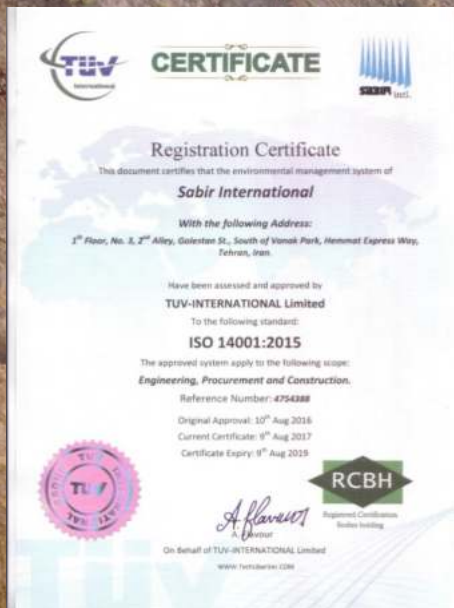 TÜV
International
CERTIFICATE
SABIR intl.
Registration Certificate
This document certifies that the environmental management system of
Sabir International
With the following Address:
1st Floor, No. 3, 2nd Alley, Golestan St., South of Vanak Park, Hemmat Express Way,
Tehran, Iran.
Have been assessed and approved by
TUV-INTERNATIONAL Limited
To the following standard:
ISO 14001:2015
The approved system apply to the following scope:
Engineering, Procurement and Construction.
Reference Number: 4754388
Original Approval: 10th Aug 2016
Current Certificate: 9th Aug 2017
Certificate Expiry: 9th Aug 2019
TUV
RCBH
Registered Certification
Bodies holding
A. flavour
On Behalf of TUV-INTERNATIONAL Limited